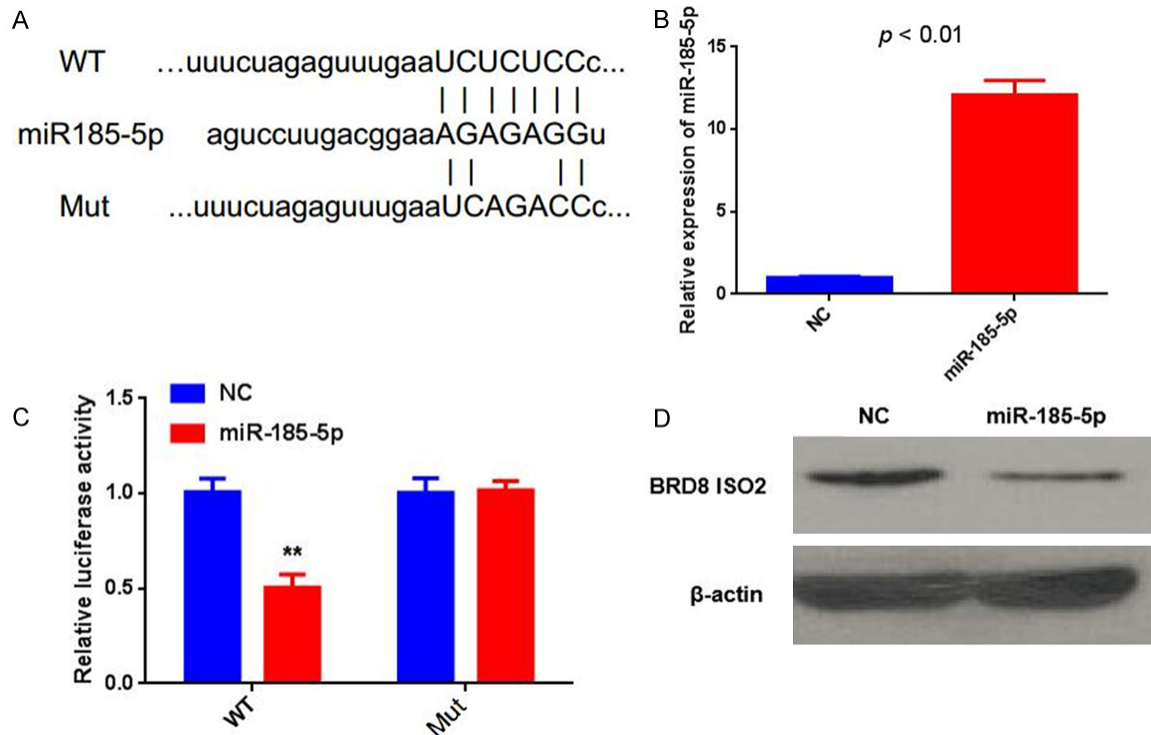 A
WT ...uuucuagaguuugaaUCUCUCCc...
miR185-5p aguccuugacggaaAGAGAGGu
Mut ...uuucuagaguuugaaUCAGACCc...
B
p < 0.01
Relative expression of miR-185-5p
15
10
5
0
NC
miR-185-5p
C
NC
miR-185-5p
Relative luciferase activity
1.5
1.0
0.5
0.0
**
WT
Mut
D
NC miR-185-5p
BRD8 ISO2
β-actin